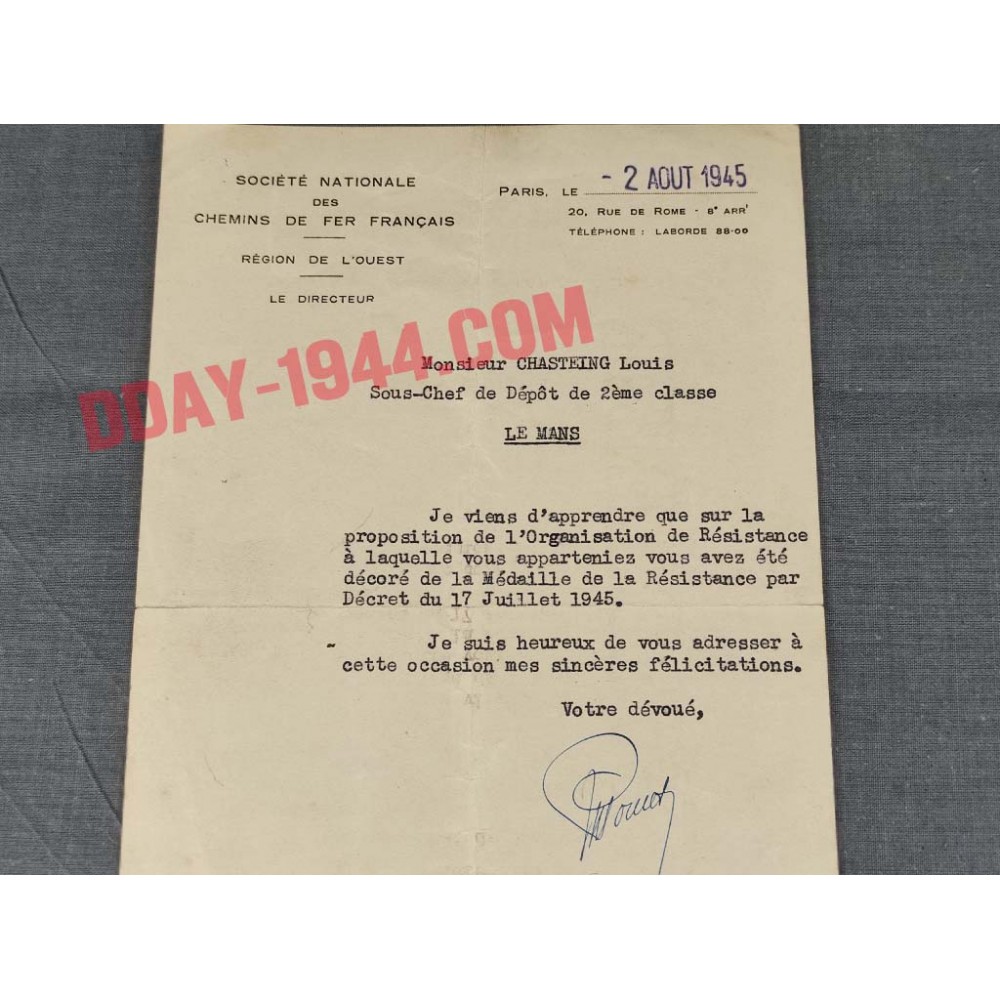 SOCIÉTÉ NATIONALE
DES
CHEMINS DE FER FRANÇAIS
RÉGION DE L'OUEST
LE DIRECTEUR
PARIS, LE - 2 AOUT 1945
20, RUE DE ROME - 8e ARRt
TÉLÉPHONE : LABORDE 88-00
DDAY-1944.COM
Monsieur CHASTEING Louis
Sous-Chef de Dépôt de 2ème classe
LE MANS
Je viens d'apprendre que sur la
proposition de l'Organisation de Résistance
à laquelle vous apparteniez vous avez été
décoré de la Médaille de la Résistance par
Décret du 17 Juillet 1945.
Je suis heureux de vous adresser à
cette occasion mes sincères félicitations.
Votre dévoué,